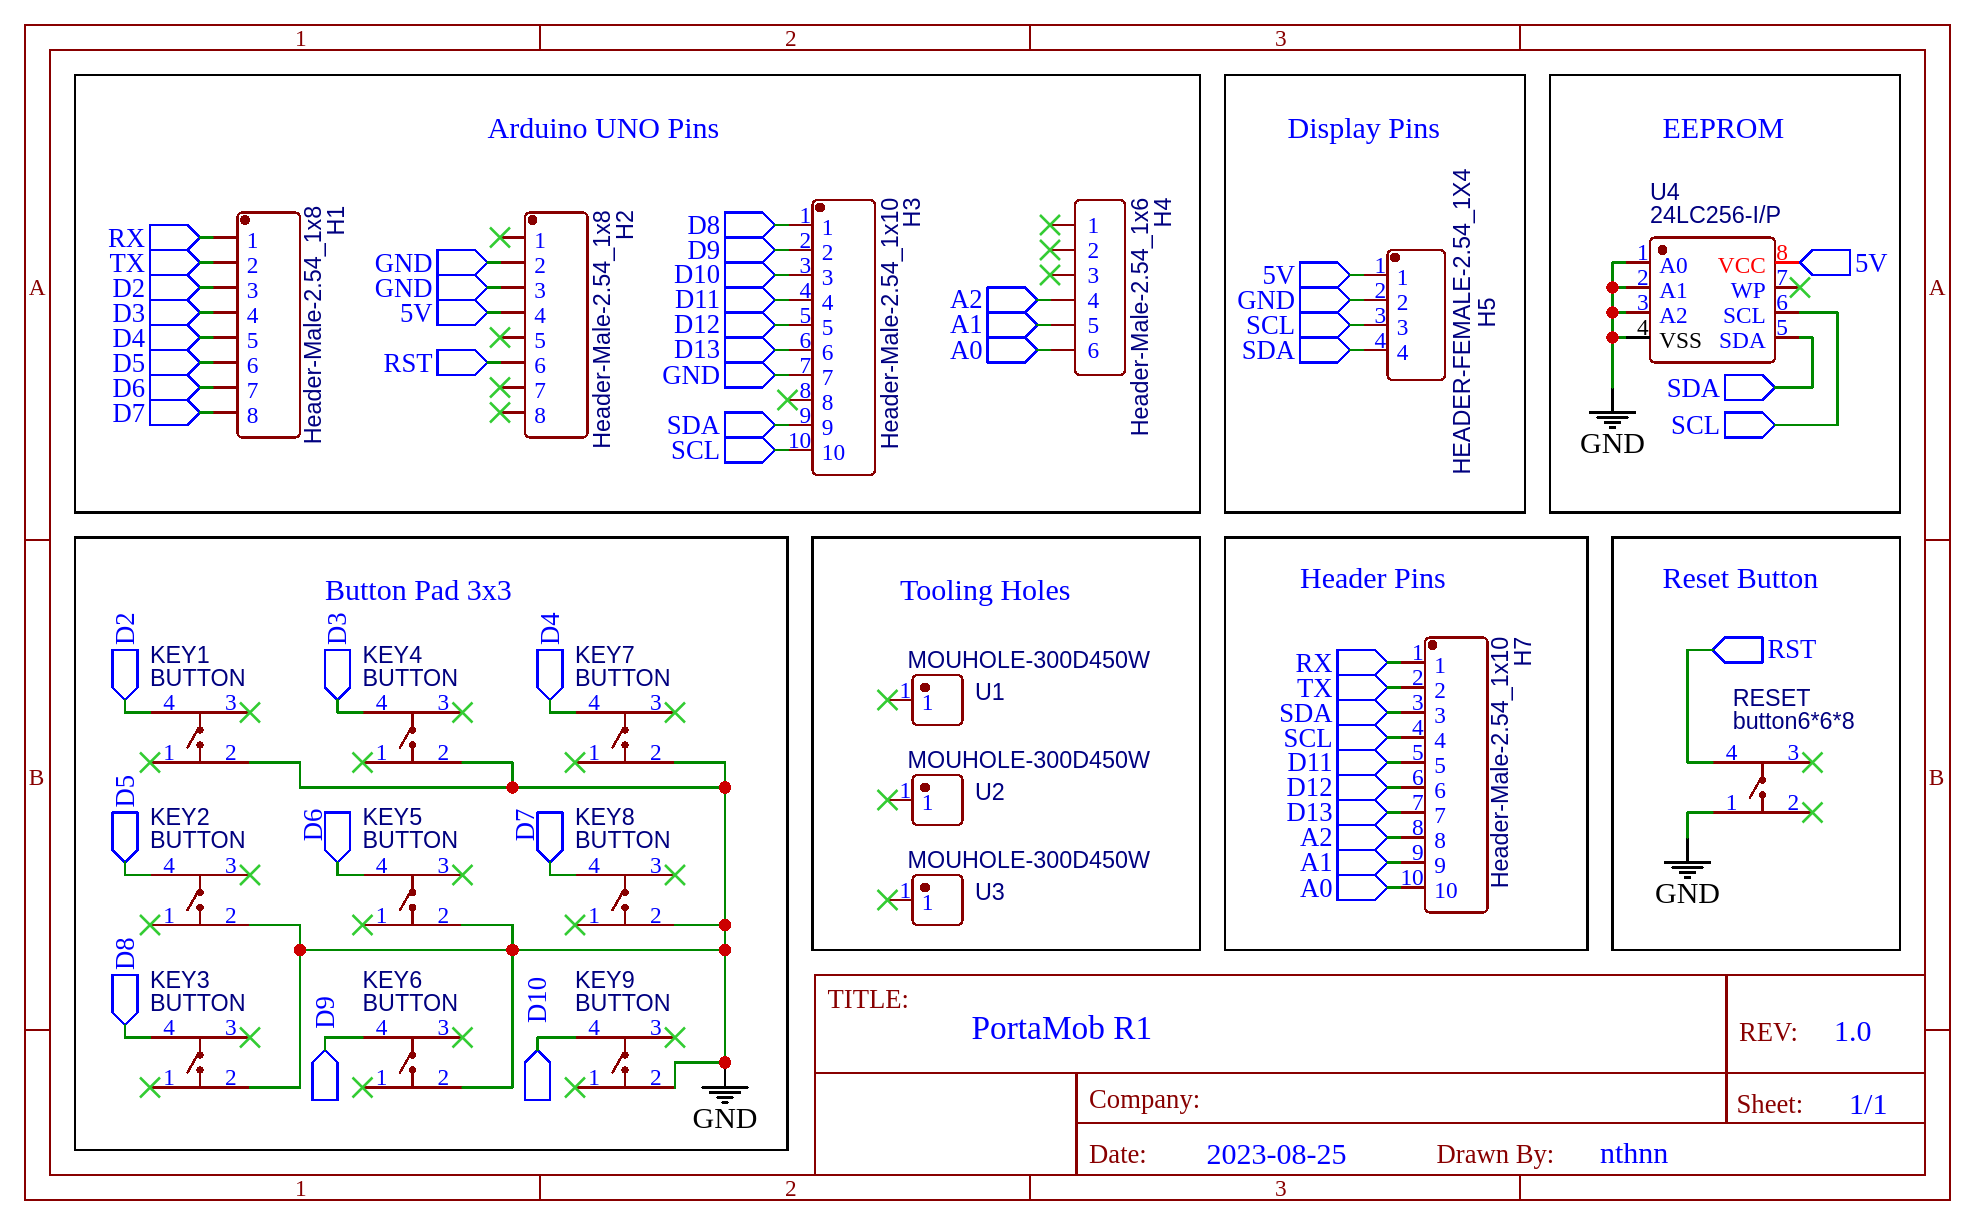 1 2 3
A
Arduino UNO Pins
RX 1
TX 2
D2 3
D3 4
D4 5
D5 6
D6 7
D7 8
Header-Male-2.54_1x8
H1
1
GND 2
GND 3
5V 4
5
RST 6
7
8
Header-Male-2.54_1x8
H2
D8 1 1
D9 2 2
D10 3 3
D11 4 4
D12 5 5
D13 6 6
GND 7 7
8 8
SDA 9 9
SCL 10 10
Header-Male-2.54_1x10
H3
1
2
3
A2 4
A1 5
A0 6
Header-Male-2.54_1x6
H4
Display Pins
5V 1 1
GND 2 2
SCL 3 3
SDA 4 4
HEADER-FEMALE-2.54_1X4
H5
EEPROM
U4
24LC256-I/P
1 A0 VCC 8 5V
2 A1 WP 7
3 A2 SCL 6
4 VSS SDA 5
SDA
SCL
GND
A
B
Button Pad 3x3
D2
KEY1
BUTTON
4 3
1 2
D3
KEY4
BUTTON
4 3
1 2
D4
KEY7
BUTTON
4 3
1 2
D5
KEY2
BUTTON
4 3
1 2
D6
KEY5
BUTTON
4 3
1 2
D7
KEY8
BUTTON
4 3
1 2
D8
KEY3
BUTTON
4 3
1 2
D9
KEY6
BUTTON
4 3
1 2
D10
KEY9
BUTTON
4 3
1 2
GND
Tooling Holes
MOUHOLE-300D450W
1 1 U1
MOUHOLE-300D450W
1 1 U2
MOUHOLE-300D450W
1 1 U3
Header Pins
RX 1 1
TX 2 2
SDA 3 3
SCL 4 4
D11 5 5
D12 6 6
D13 7 7
A2 8 8
A1 9 9
A0 10 10
Header-Male-2.54_1x10
H7
Reset Button
RST
RESET
button6*6*8
4 3
1 2
GND
B
TITLE:
PortaMob R1
REV: 1.0
Company:
Sheet: 1/1
Date: 2023-08-25 Drawn By: nthnn
1 2 3